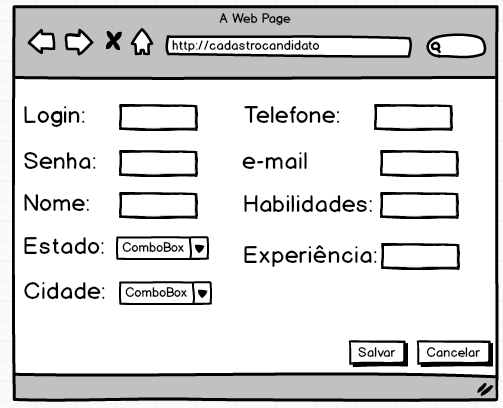 A Web Page
http://cadastrocandidato
Login:
Telefone:
Senha:
e-mail
Nome:
Habilidades:
Estado: ComboBox
Experiência:
Cidade: ComboBox
Salvar Cancelar